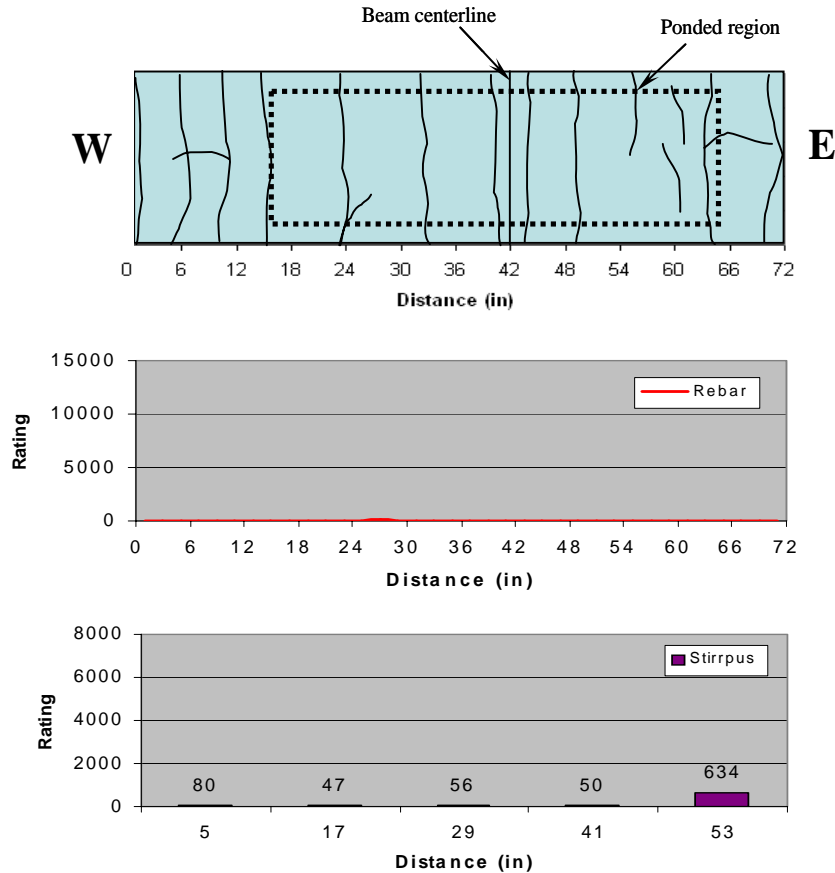 Beam centerline
Ponded region
W
E
0 6 12 18 24 30 36 42 48 54 60 66 72
Distance (in)
15000
10000
5000
0
Rating
Rebar
0 6 12 18 24 30 36 42 48 54 60 66 72
Distance (in)
8000
6000
4000
2000
0
Rating
Stirrpus
80 47 56 50 634
5 17 29 41 53
Distance (in)